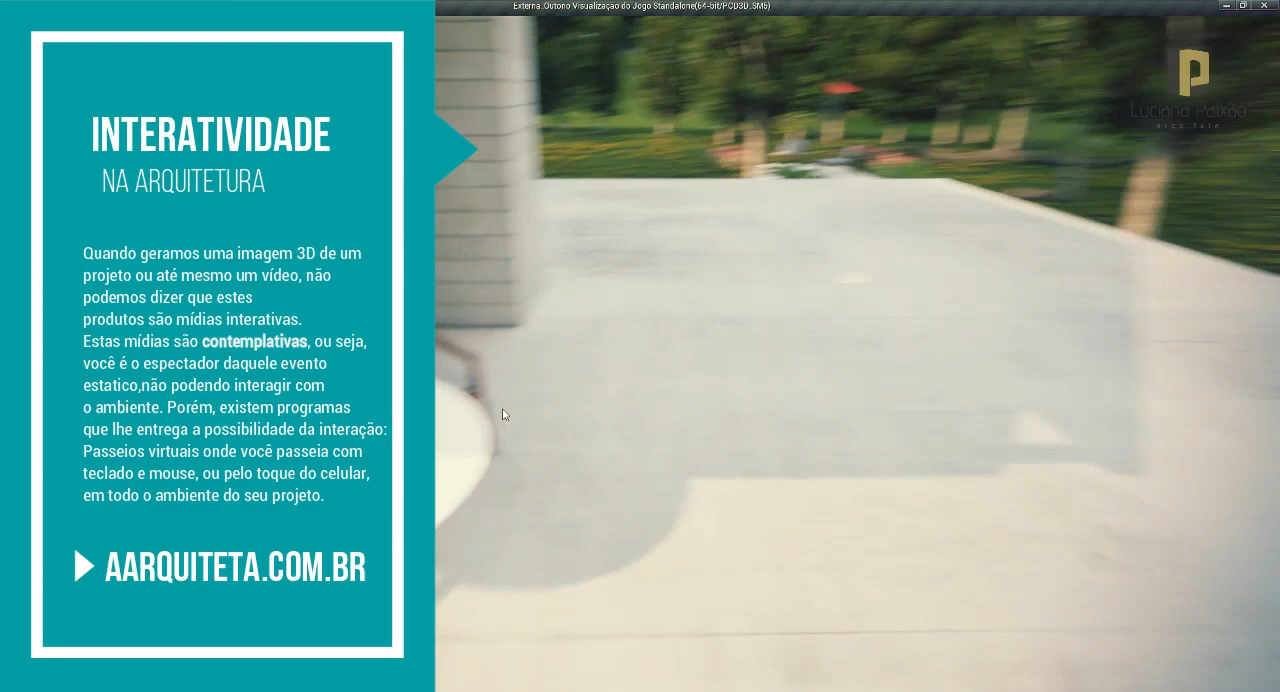 Externa_Outono Visualização do Jogo Standalone(64-bit/PCD3D_SM5)
Luciana Paixão
arquiteta
INTERATIVIDADE
NA ARQUITETURA
Quando geramos uma imagem 3D de um
projeto ou até mesmo um vídeo, não
podemos dizer que estes
produtos são mídias interativas.
Estas mídias são contemplativas, ou seja,
você é o espectador daquele evento
estatico,não podendo interagir com
o ambiente. Porém, existem programas
que lhe entrega a possibilidade da interação:
Passeios virtuais onde você passeia com
teclado e mouse, ou pelo toque do celular,
em todo o ambiente do seu projeto.
AARQUITETA.COM.BR